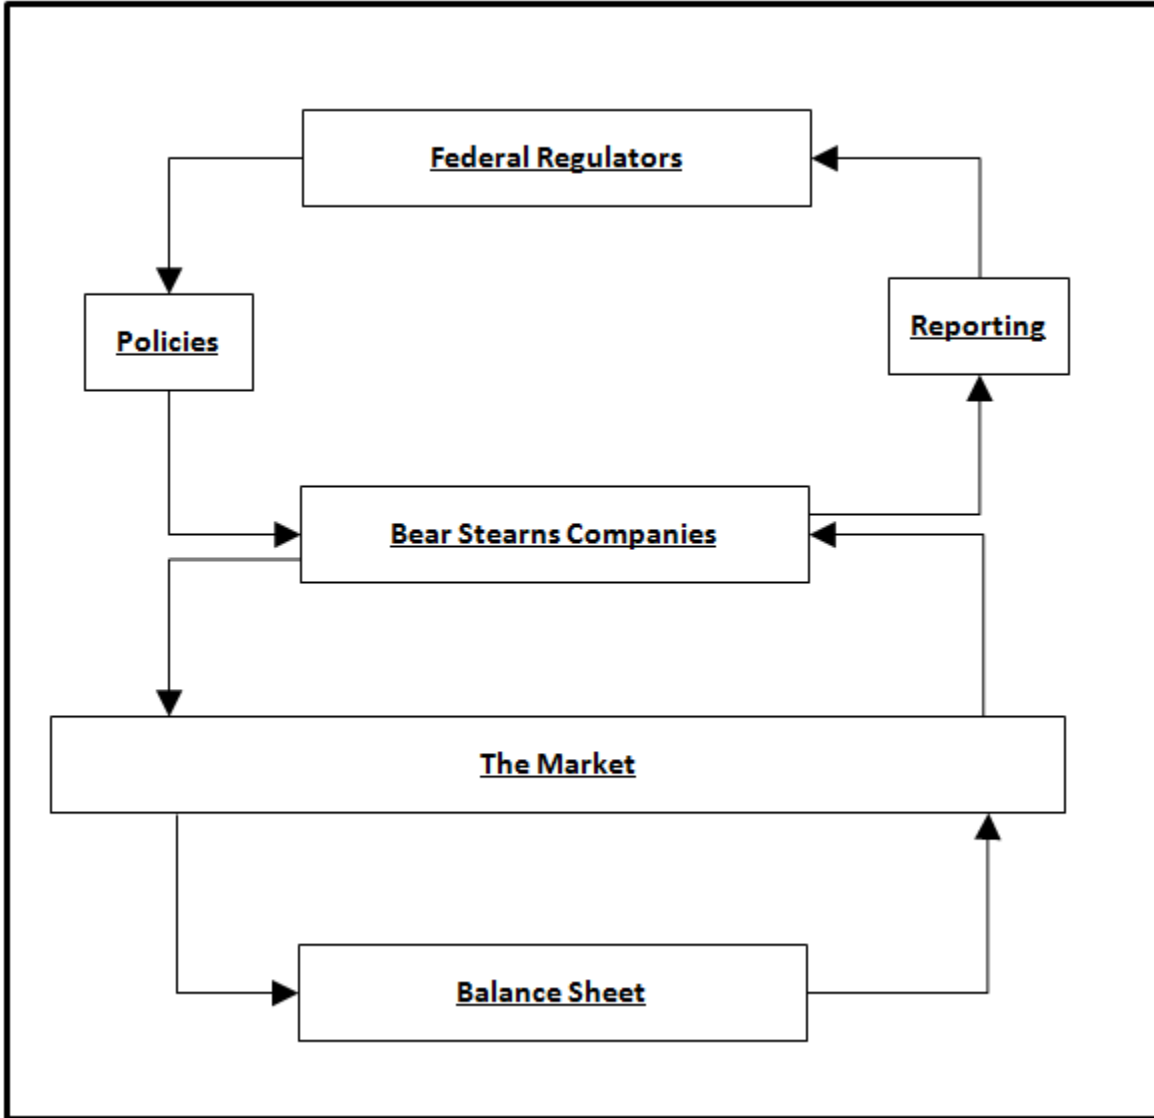 Federal Regulators
Policies
Reporting
Bear Stearns Companies
The Market
Balance Sheet